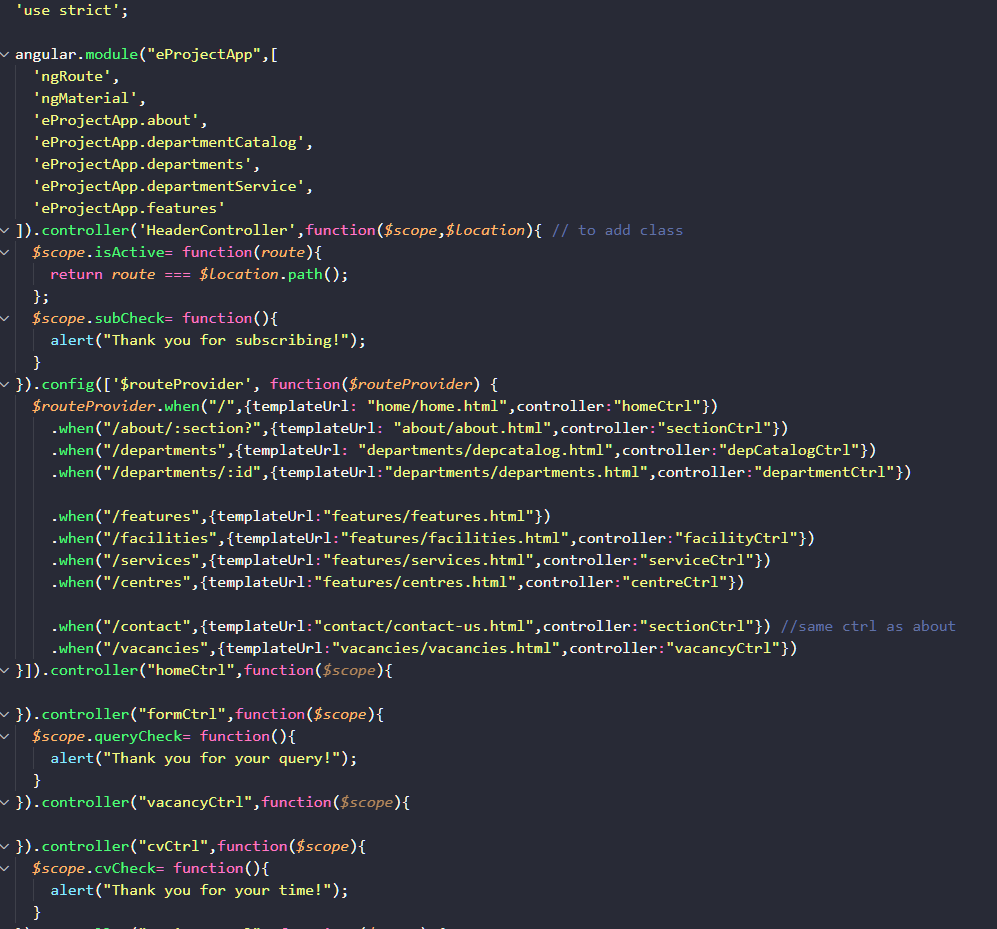 'use strict';
angular.module("eProjectApp",[
'ngRoute',
'ngMaterial',
'eProjectApp.about',
'eProjectApp.departmentCatalog',
'eProjectApp.departments',
'eProjectApp.departmentService',
'eProjectApp.features'
]).controller('HeaderController',function($scope,$location){ // to add class
$scope.isActive= function(route){
return route === $location.path();
};
$scope.subCheck= function(){
alert("Thank you for subscribing!");
}
}).config(['$routeProvider', function($routeProvider) {
$routeProvider.when("/",{templateUrl: "home/home.html",controller:"homeCtrl"})
.when("/about/:section?",{templateUrl: "about/about.html",controller:"sectionCtrl"})
.when("/departments",{templateUrl: "departments/depcatalog.html",controller:"depCatalogCtrl"})
.when("/departments/:id",{templateUrl:"departments/departments.html",controller:"departmentCtrl"})
.when("/features",{templateUrl:"features/features.html"})
.when("/facilities",{templateUrl:"features/facilities.html",controller:"facilityCtrl"})
.when("/services",{templateUrl:"features/services.html",controller:"serviceCtrl"})
.when("/centres",{templateUrl:"features/centres.html",controller:"centreCtrl"})
.when("/contact",{templateUrl:"contact/contact-us.html",controller:"sectionCtrl"}) //same ctrl as about
.when("/vacancies",{templateUrl:"vacancies/vacancies.html",controller:"vacancyCtrl"})
}]).controller("homeCtrl",function($scope){
}).controller("formCtrl",function($scope){
$scope.queryCheck= function(){
alert("Thank you for your query!");
}
}).controller("vacancyCtrl",function($scope){
}).controller("cvCtrl",function($scope){
$scope.cvCheck= function(){
alert("Thank you for your time!");
}